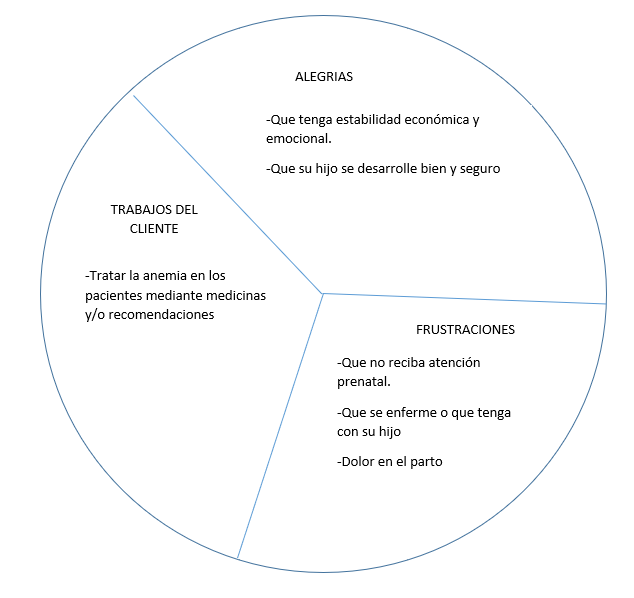 ALEGRIAS
-Que tenga estabilidad económica y
emocional.
-Que su hijo se desarrolle bien y seguro
TRABAJOS DEL
CLIENTE
-Tratar la anemia en los
pacientes mediante medicinas
y/o recomendaciones
FRUSTRACIONES
-Que no reciba atención
prenatal.
-Que se enferme o que tenga
con su hijo
-Dolor en el parto